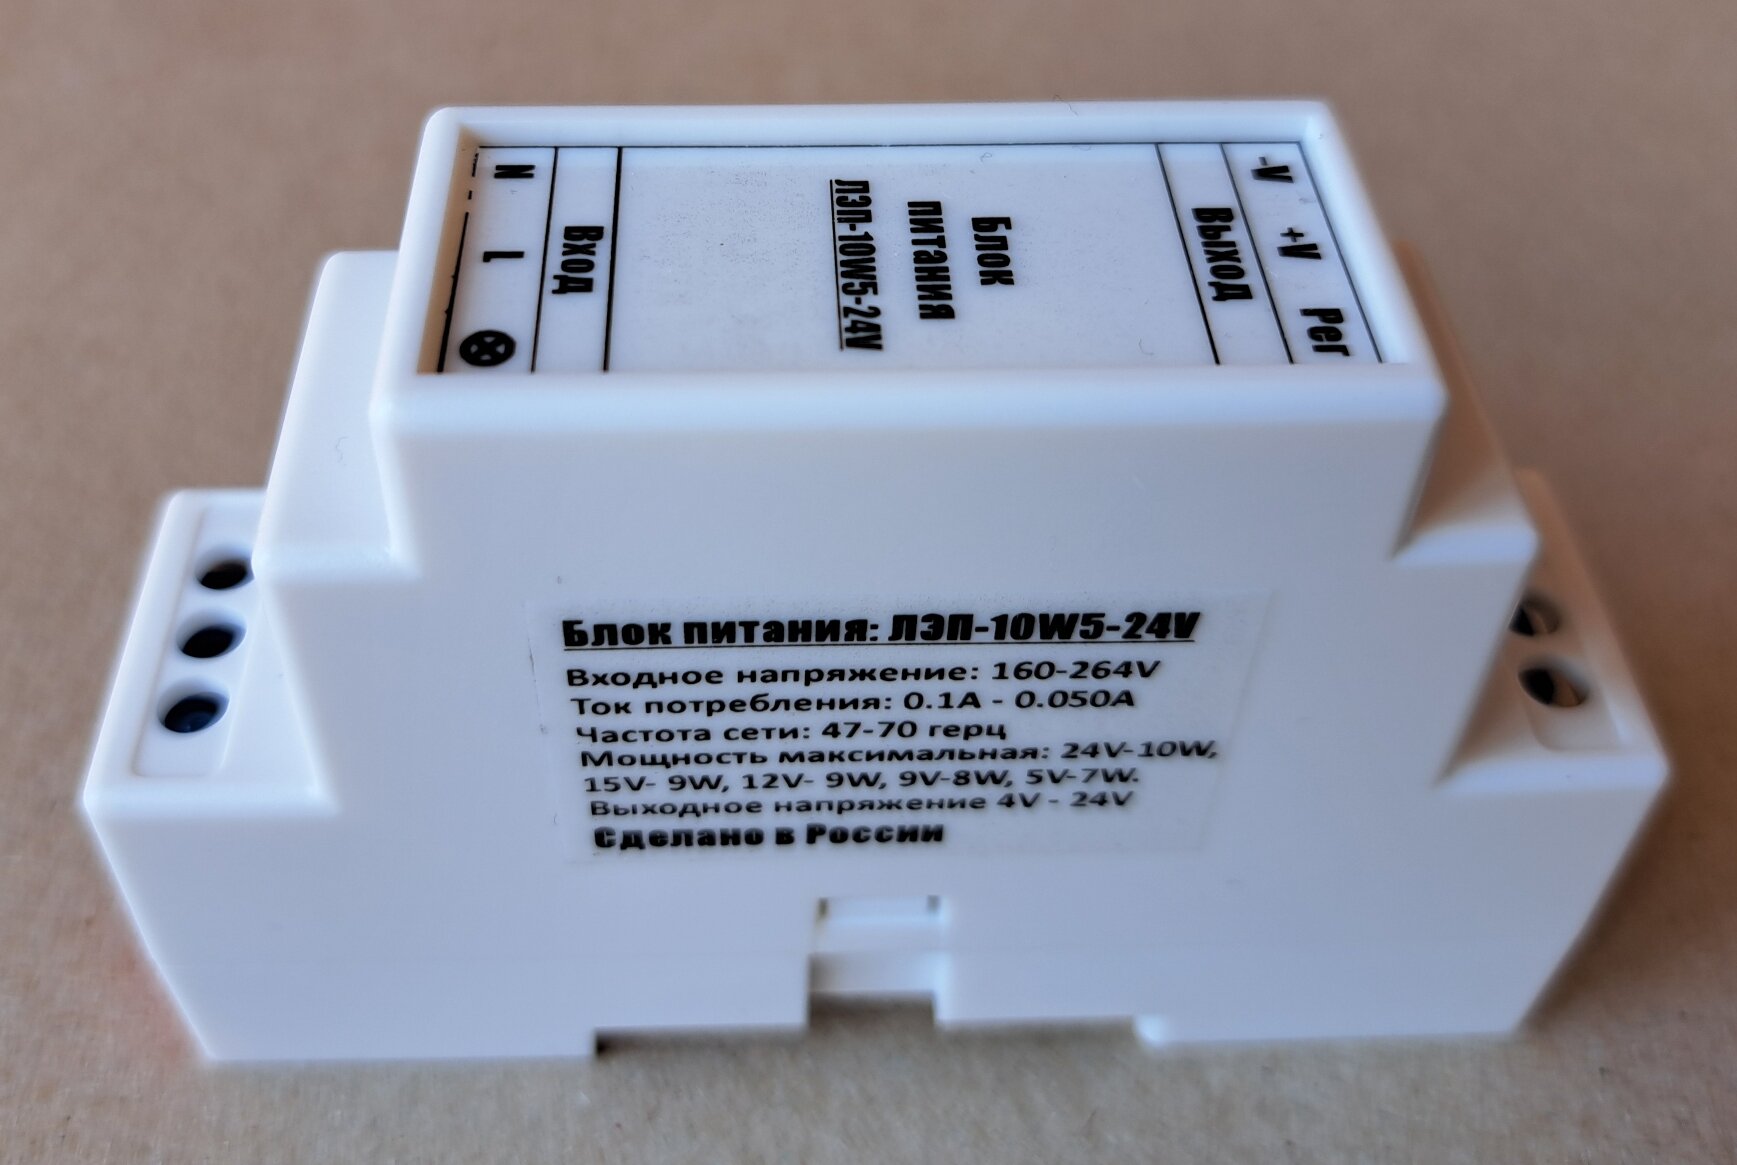 N L
Вход
Блок
питания
ЛЭП-10W5-24V
Выход
-V +V Рег
Блок питания: ЛЭП-10W5-24V
Входное напряжение: 160-264V
Ток потребления: 0.1A - 0.050A
Частота сети: 47-70 герц
Мощность максимальная: 24V-10W,
15V- 9W, 12V- 9W, 9V-8W, 5V-7W.
Выходное напряжение 4V - 24V
Сделано в России